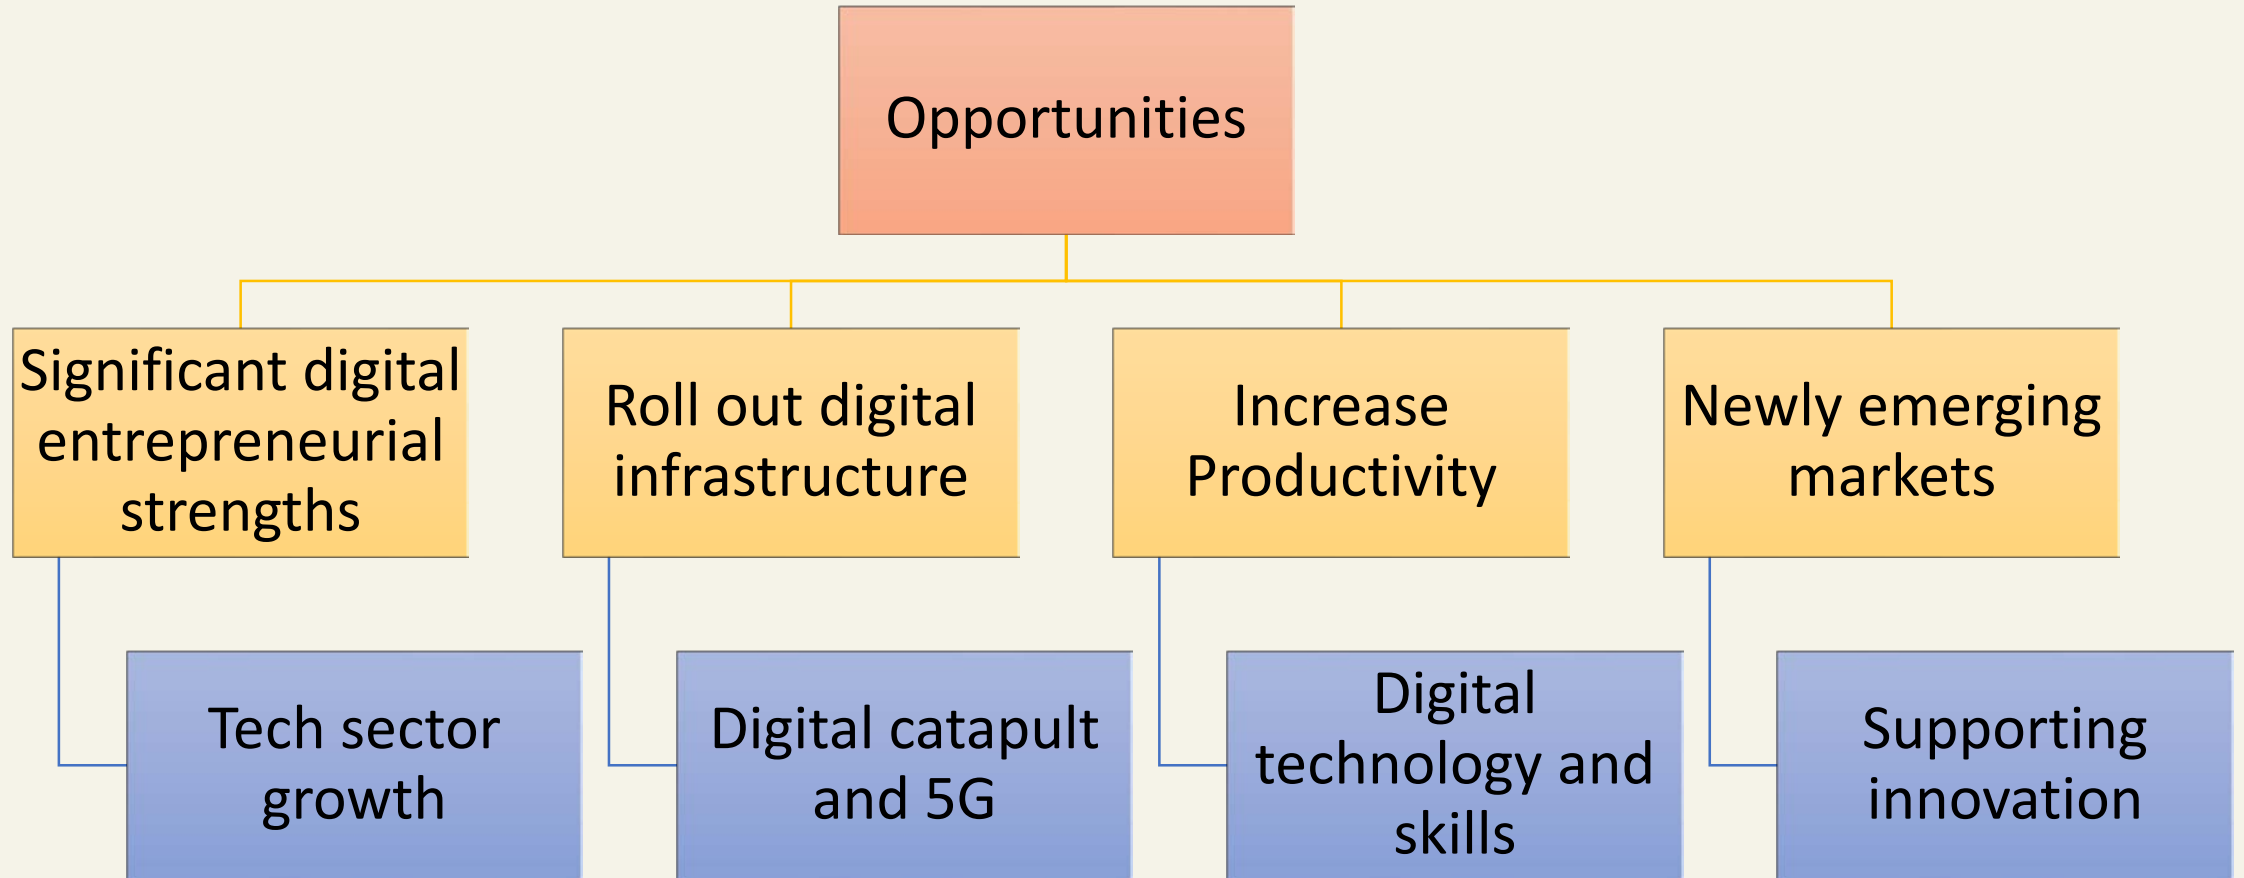 Opportunities
Significant digital
entrepreneurial
strengths
Roll out digital
infrastructure
Increase
Productivity
Newly emerging
markets
Tech sector
growth
Digital catapult
and 5G
Digital
technology and
skills
Supporting
innovation